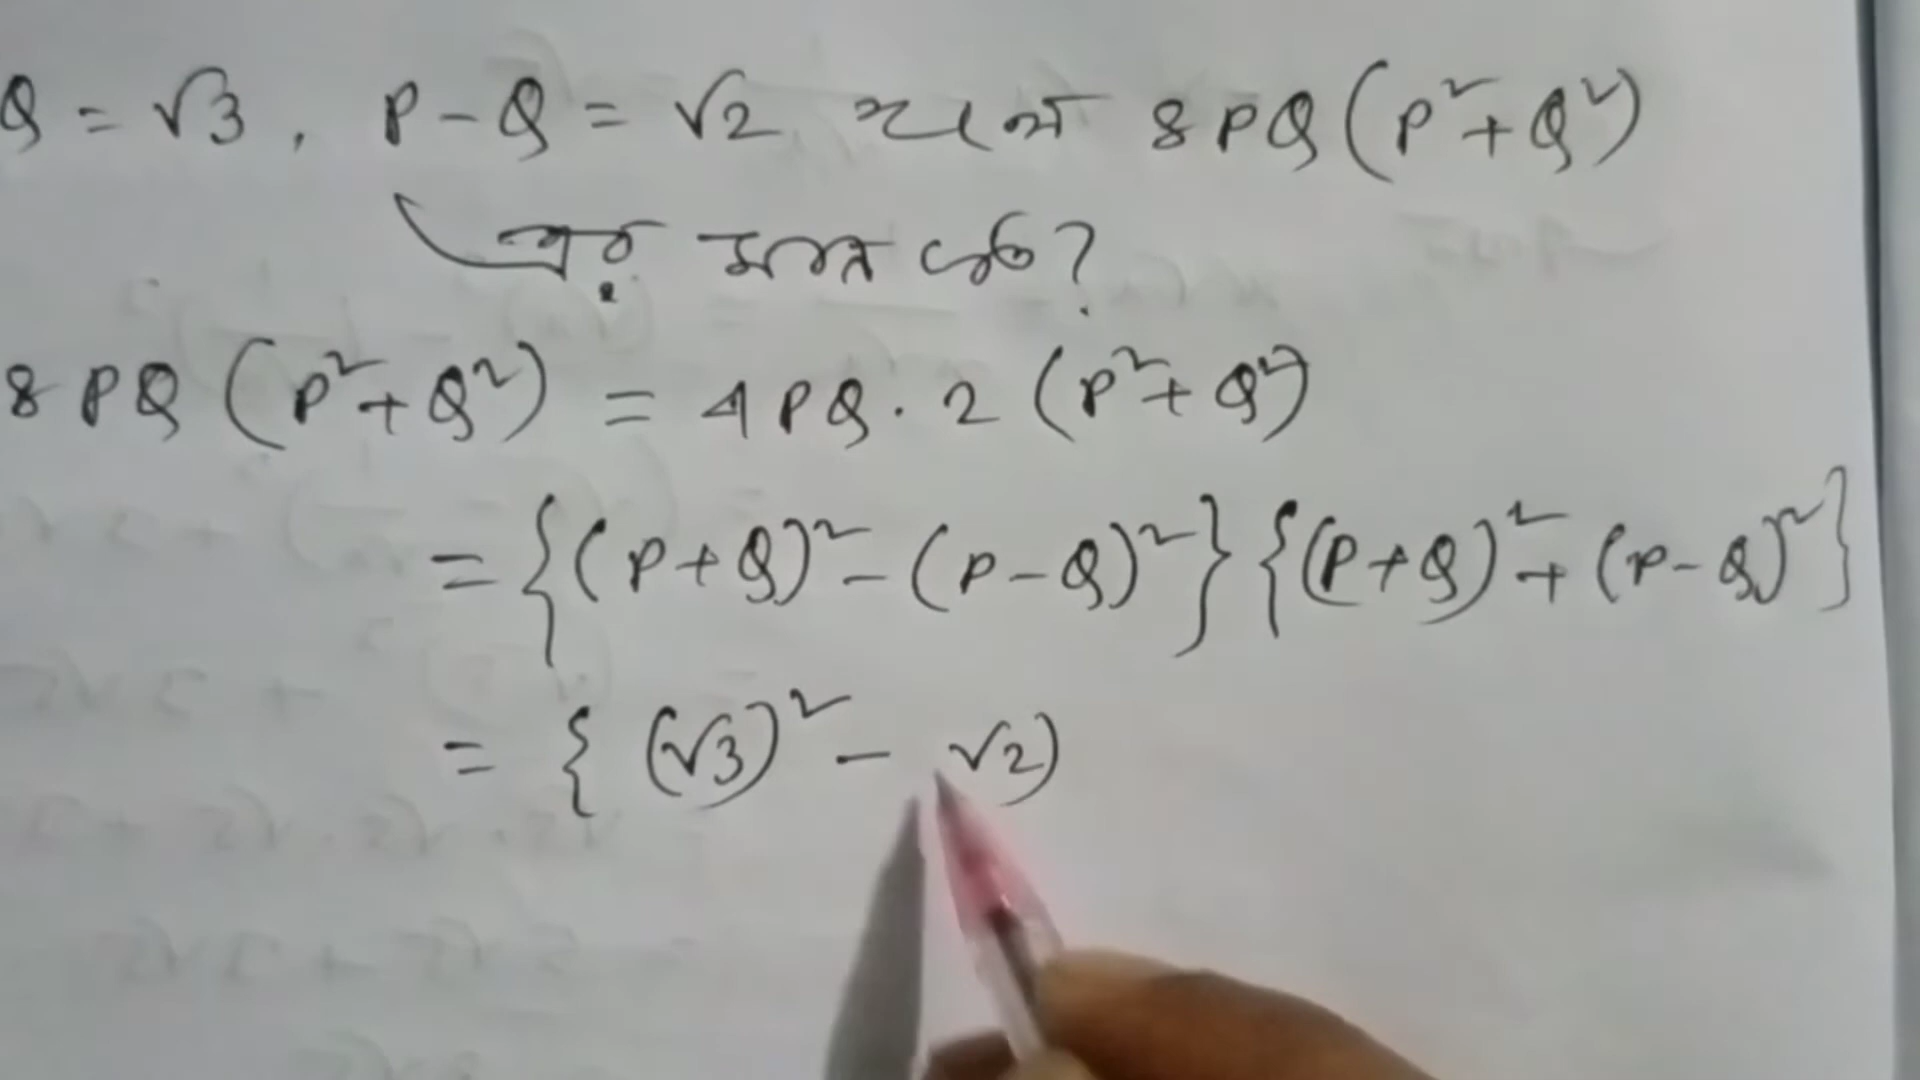 Q = √3, P - Q = √2 হলে 8PQ(P²+Q²)
এর মান কত?
8PQ(P²+Q²) = 4PQ.2(P²+Q²)
= {(P+Q)² - (P-Q)²}{(P+Q)² + (P-Q)²}
= {(√3)² - √2)